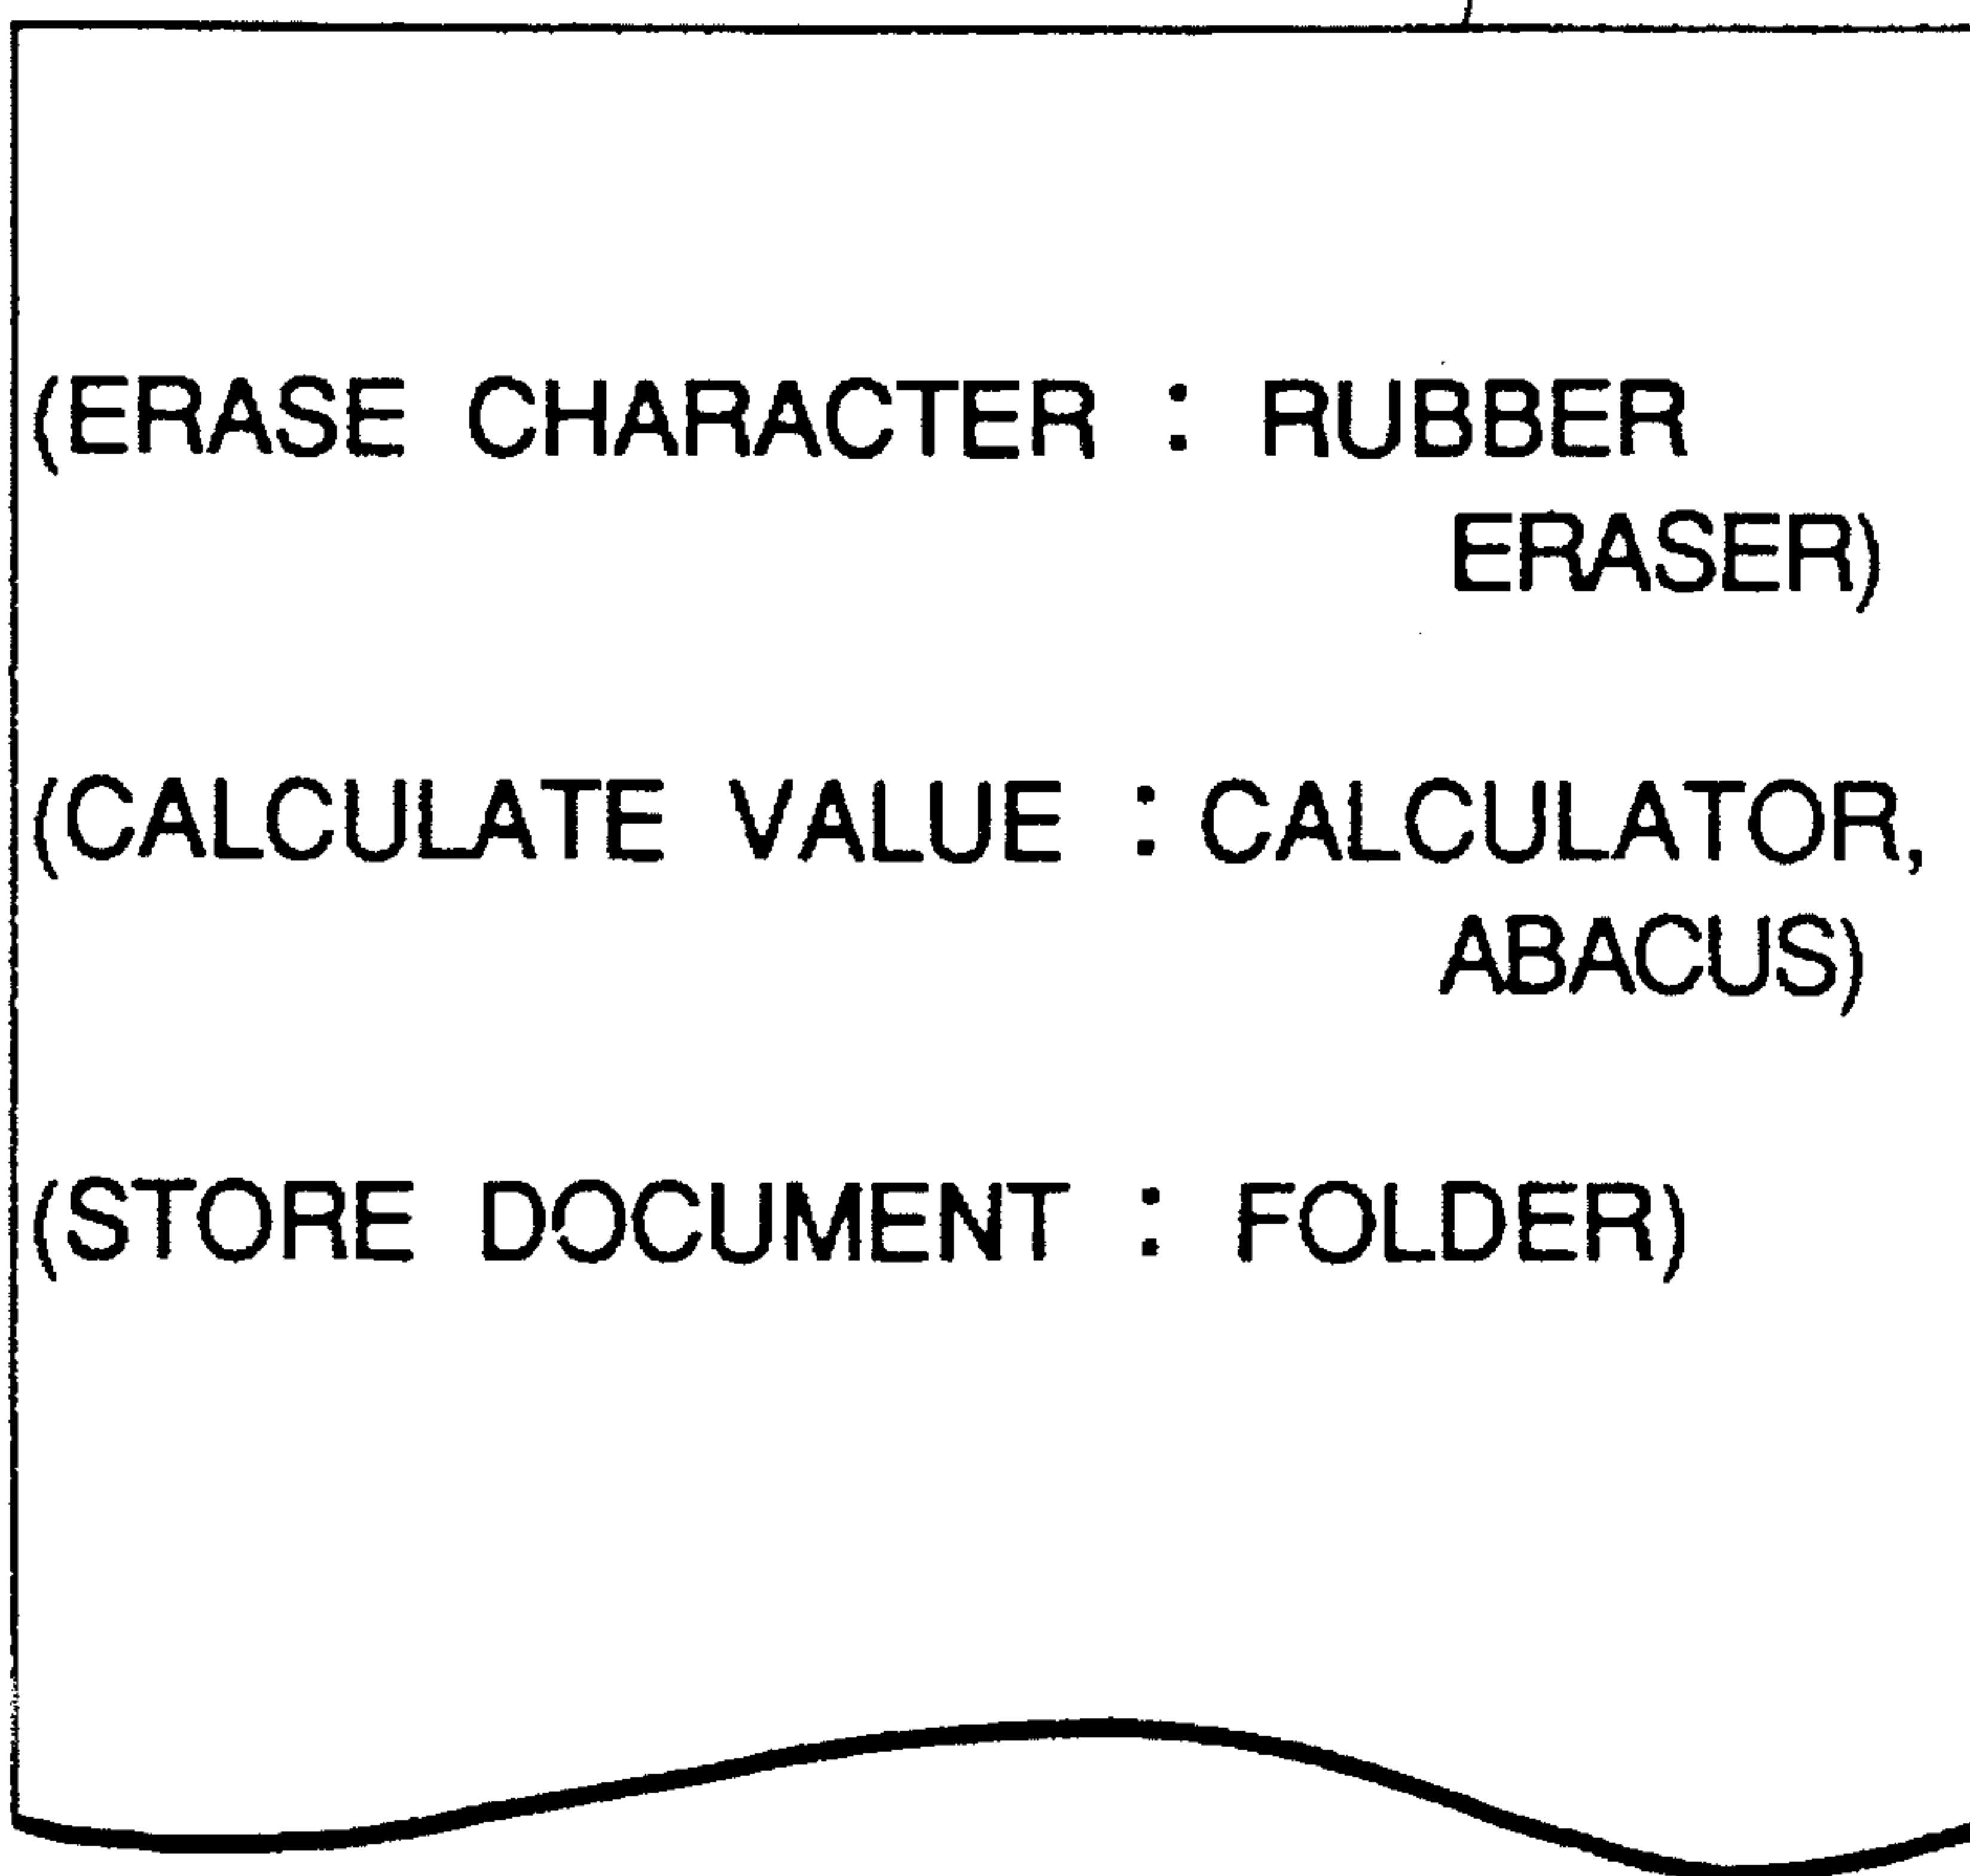 (ERASE CHARACTER : RUBBER
ERASER)
(CALCULATE VALUE : CALCULATOR,
ABACUS)
(STORE DOCUMENT : FOLDER)